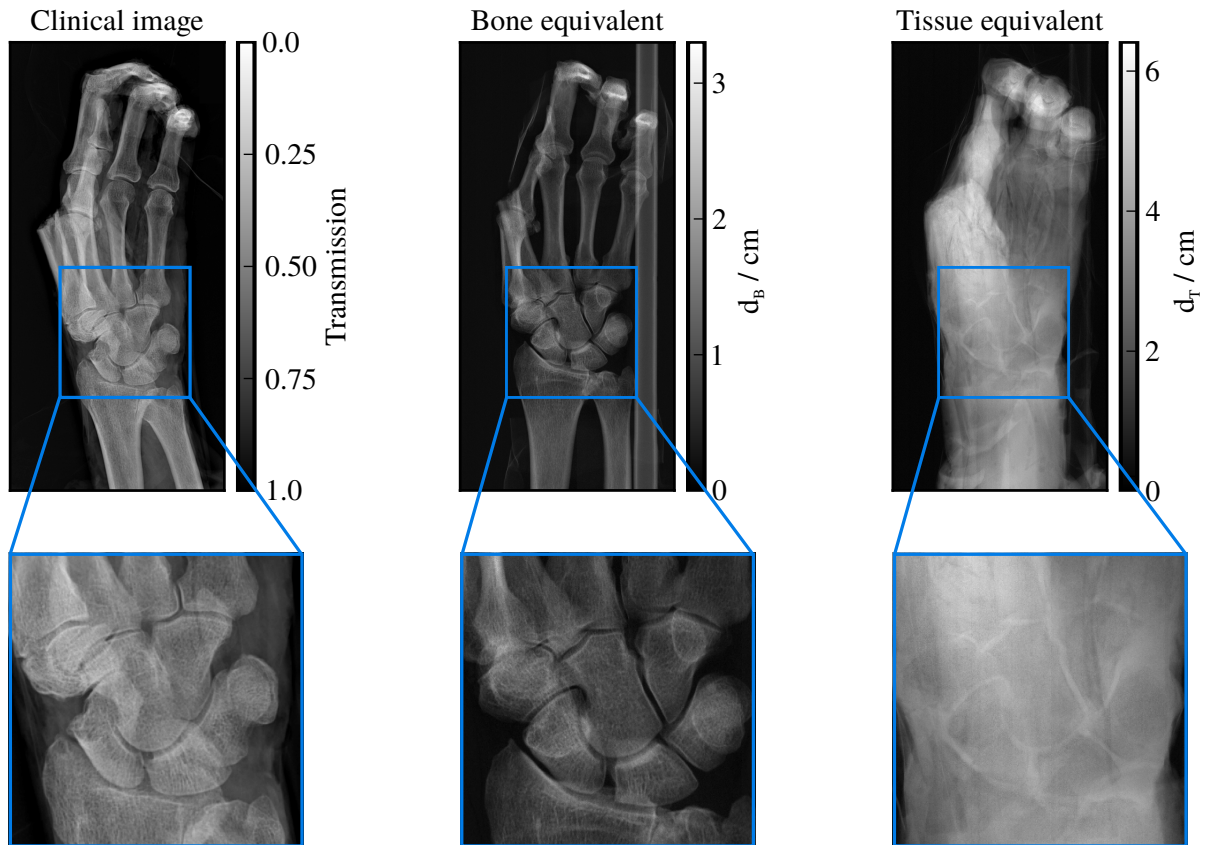 Clinical image
0.0
0.25
0.50
0.75
1.0
Transmission
Bone equivalent
3
2
1
0
d_B / cm
Tissue equivalent
6
4
2
0
d_T / cm